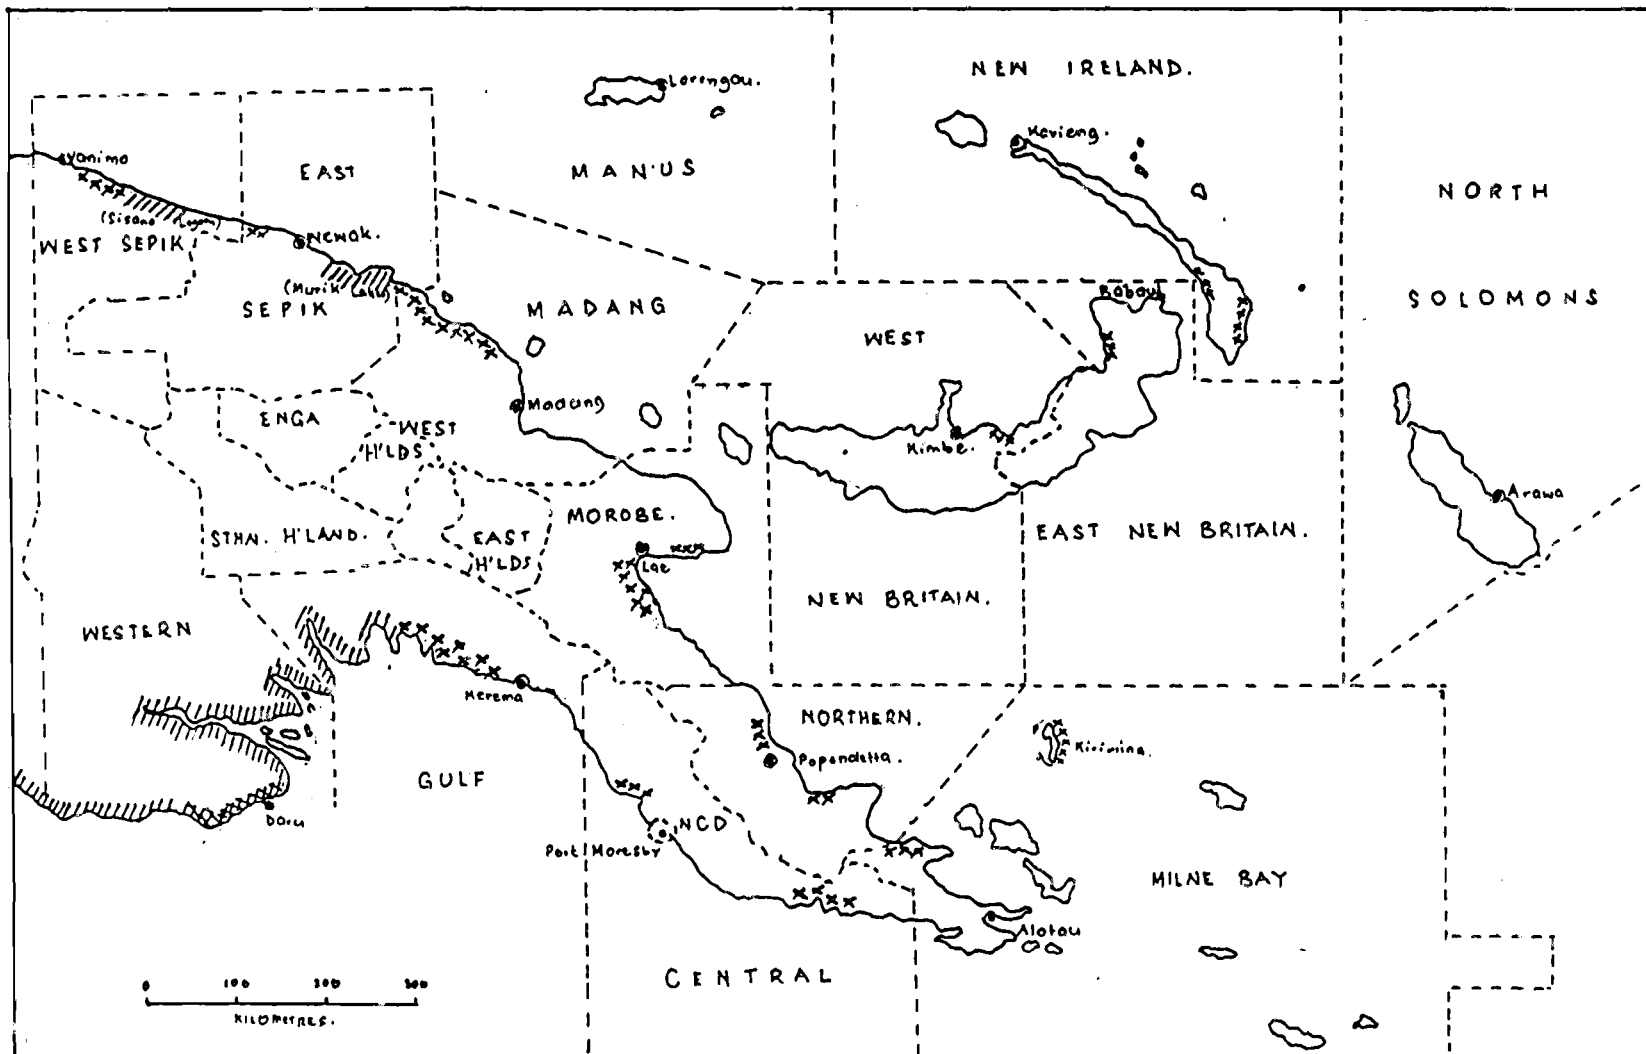 NEW IRELAND.
Lorengau.
Kavieng.
Vanimo
EAST
MANUS
NORTH
(Sisano Lagoon)
WEST SEPIK
Wewak.
(Murik Lakes)
SEPIK
MADANG
Rabaul
SOLOMONS
WEST
Madang
ENGA
WEST
H'LDS
Kimbe.
Arawa
MOROBE.
STHN. H'LAND.
EAST
H'LDS
EAST NEW BRITAIN.
Lae
NEW BRITAIN.
WESTERN
Kerema
NORTHERN.
Kiriwina.
Popondetta.
GULF
Daru
NCD
Port Moresby
MILNE BAY
Alotau
CENTRAL
0 100 200 300
KILOMETRES.